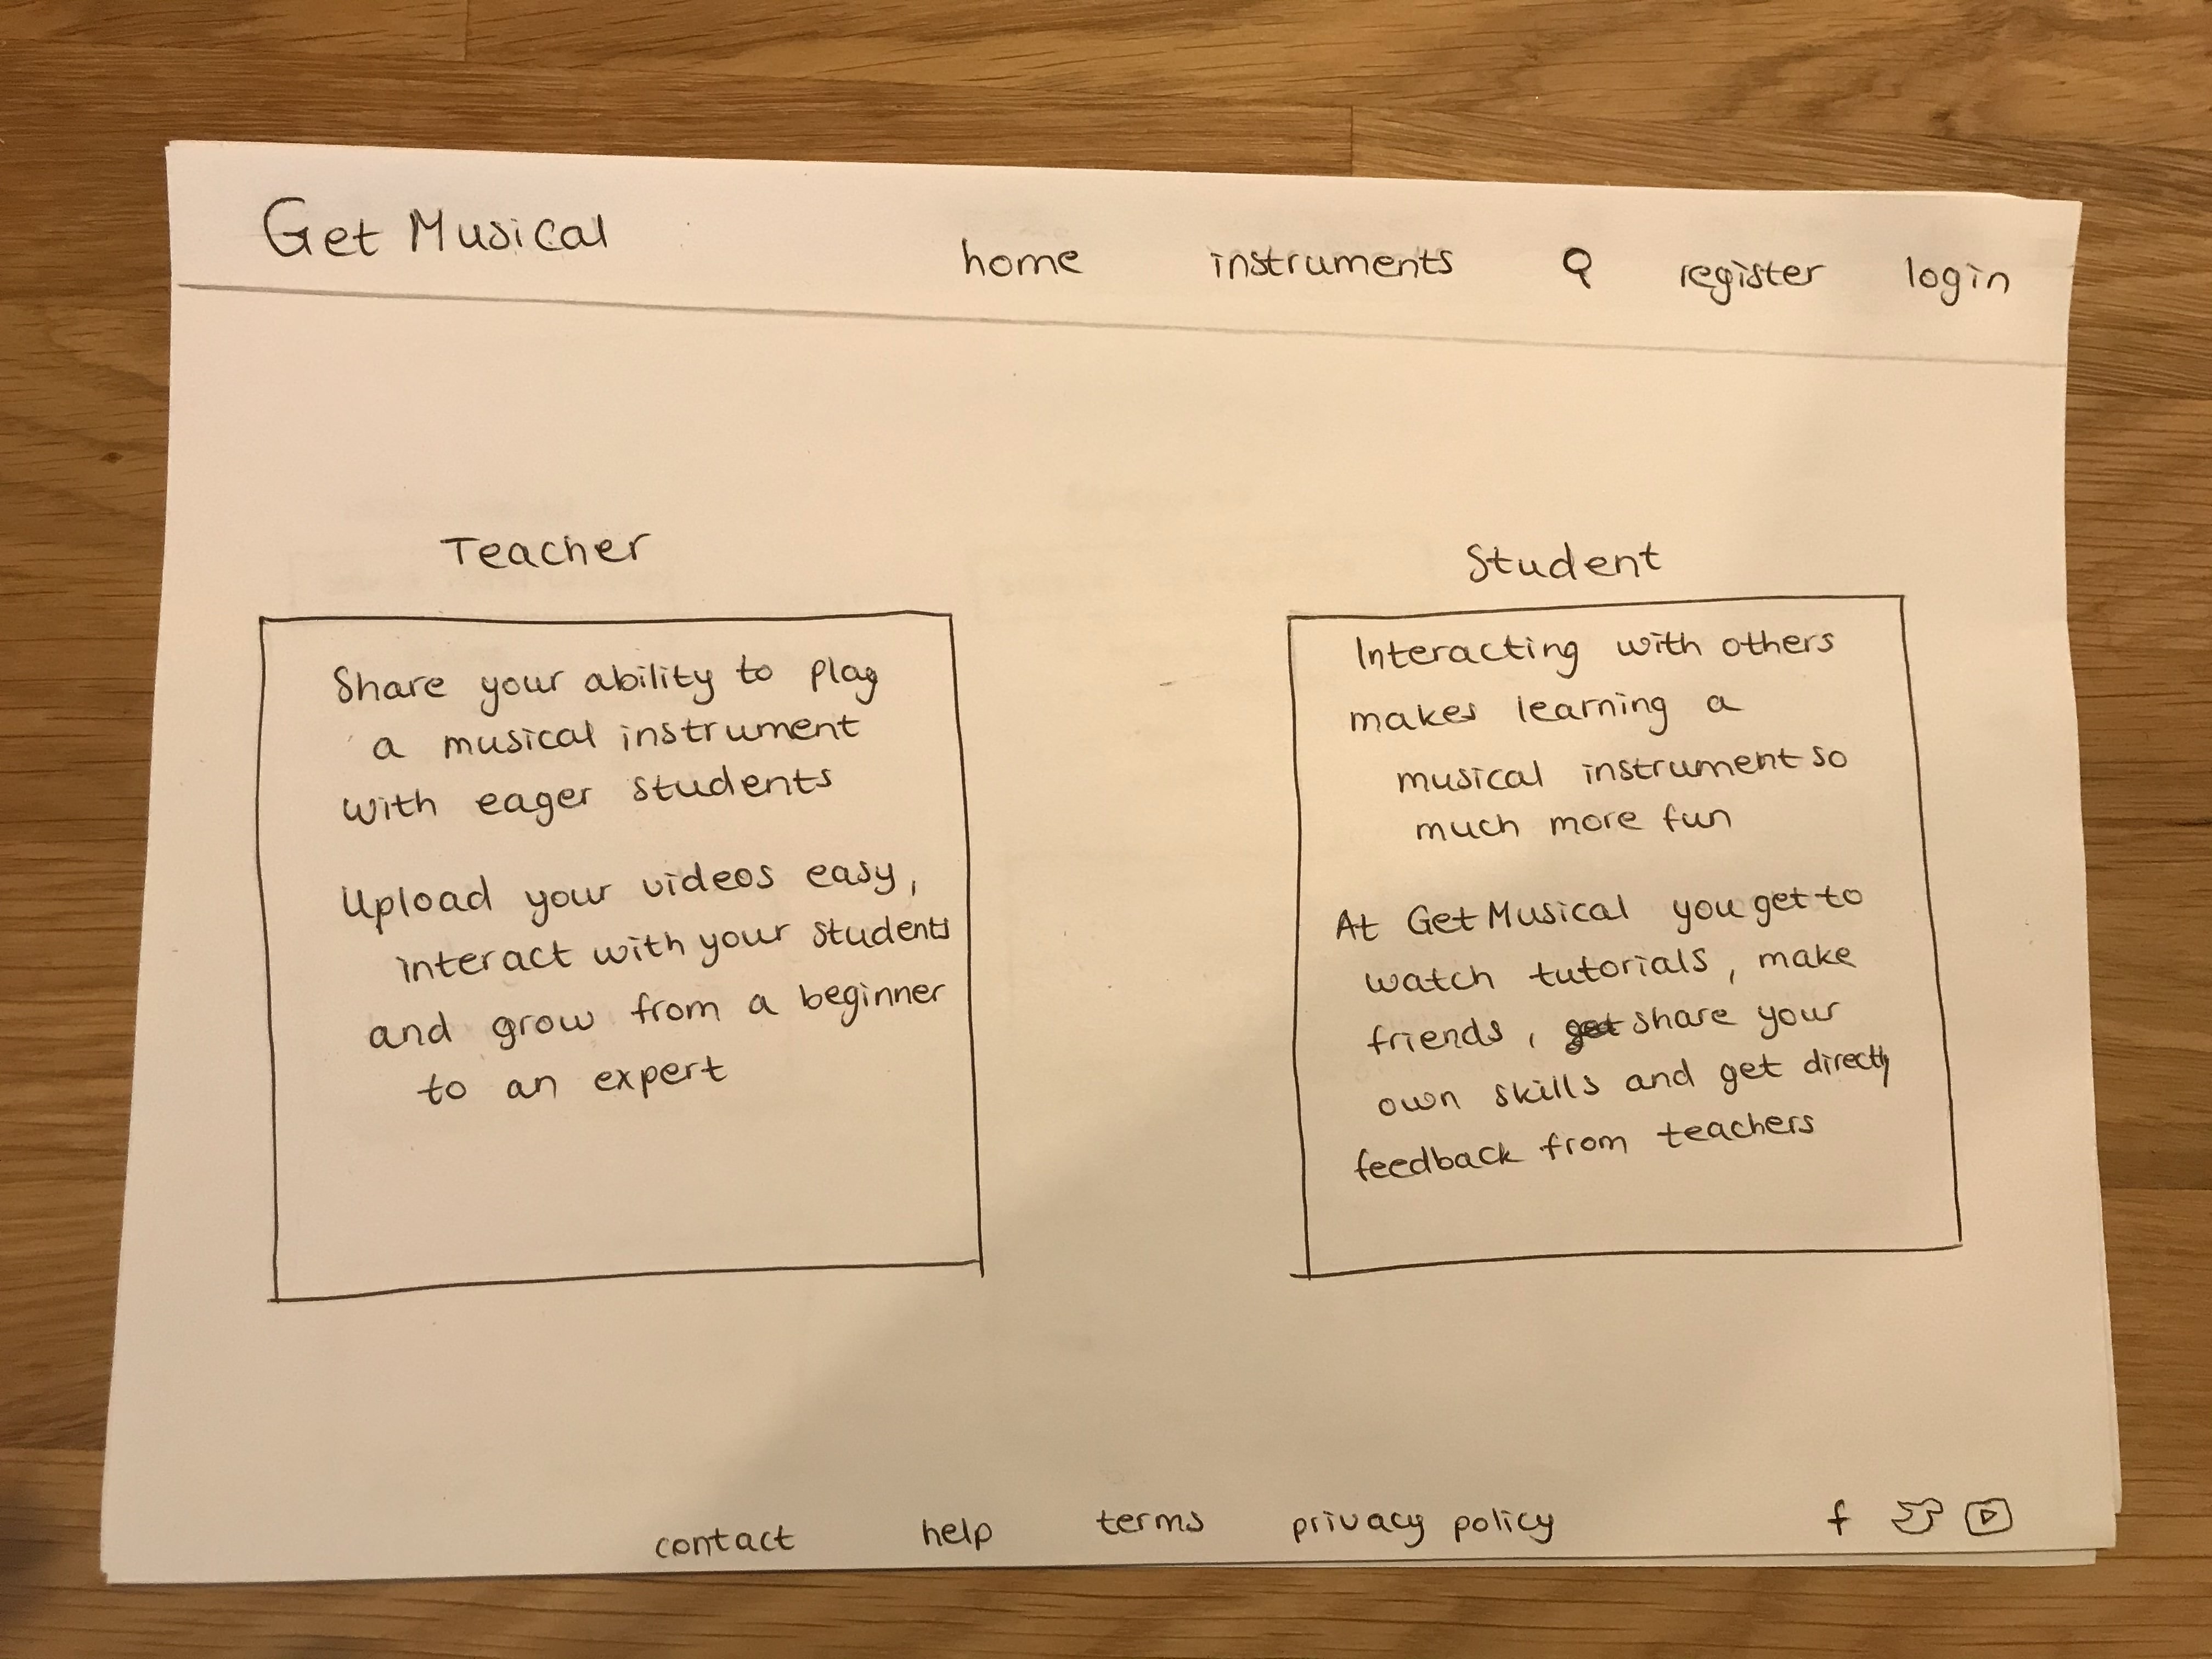 Get Musical
home instruments register login
Teacher
Share your ability to play
a musical instrument
with eager students
Upload your videos easy,
interact with your students
and grow from a beginner
to an expert
Student
Interacting with others
makes learning a
musical instrument so
much more fun
At Get Musical you get to
watch tutorials, make
friends, share your
own skills and get directly
feedback from teachers
contact help terms privacy policy f